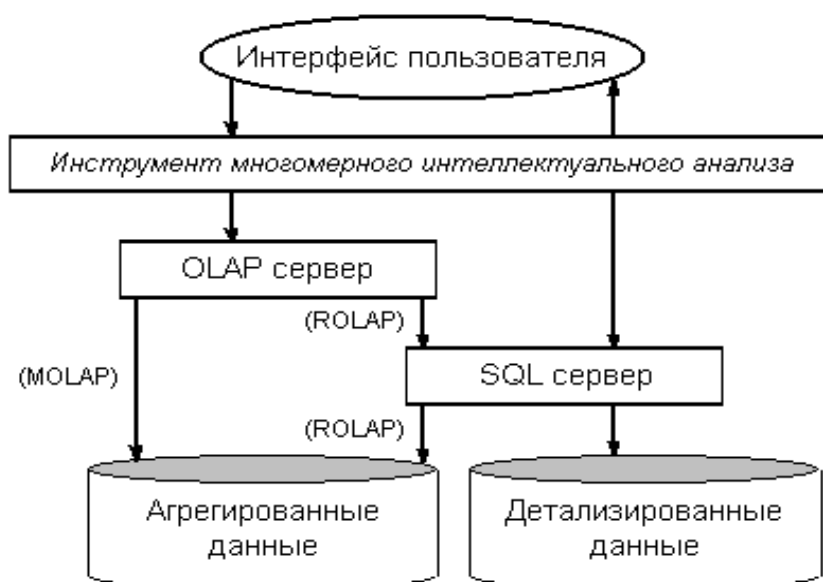 Интерфейс пользователя
Инструмент многомерного интеллектуального анализа
OLAP сервер
(ROLAP)
(MOLAP)
SQL сервер
(ROLAP)
Агрегированные
данные
Детализированные
данные